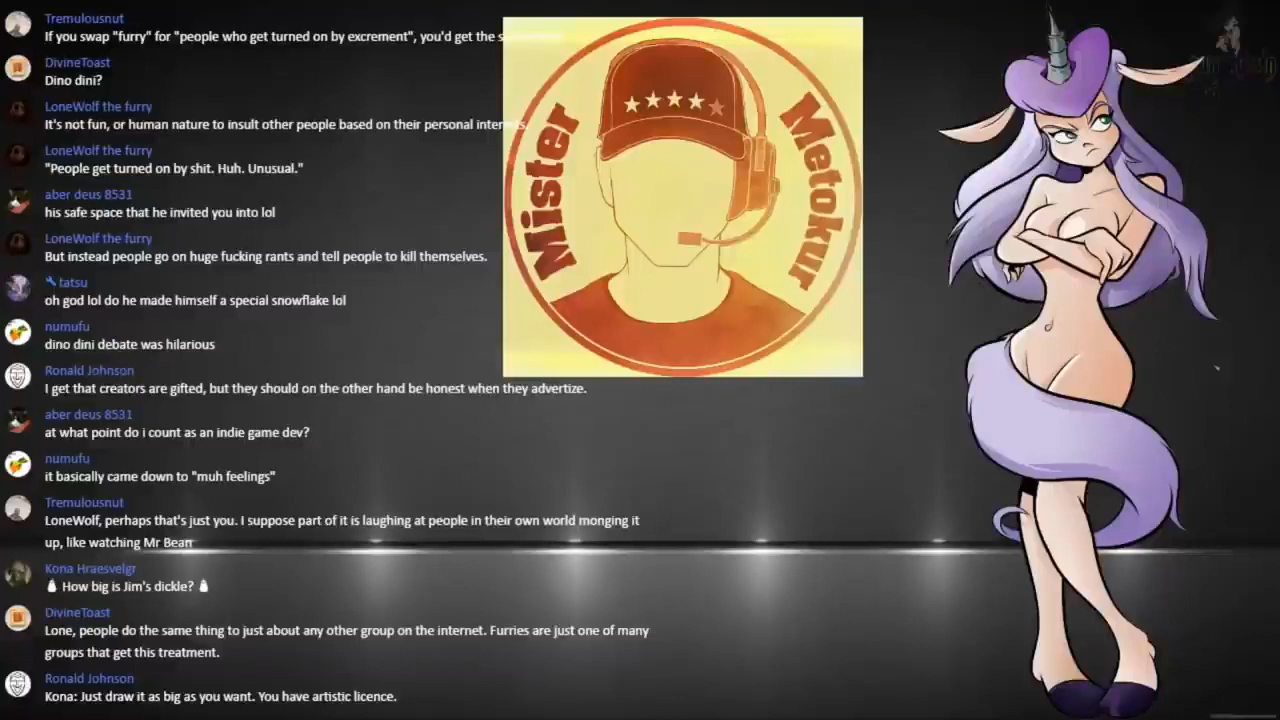 Tremulousnut
If you swap "furry" for "people who get turned on by excrement", you'd get the
DivineToast
Dino dini?
LoneWolf the furry
It's not fun, or human nature to insult other people based on their personal interests.
LoneWolf the furry
"People get turned on by shit. Huh. Unusual."
aber deus 8531
his safe space that he invited you into lol
LoneWolf the furry
But instead people go on huge fucking rants and tell people to kill themselves.
tatsu
oh god lol do he made himself a special snowflake lol
numufu
dino dini debate was hilarious
Ronald Johnson
I get that creators are gifted, but they should on the other hand be honest when they advertize.
aber deus 8531
at what point do i count as an indie game dev?
numufu
it basically came down to "muh feelings"
Tremulousnut
LoneWolf, perhaps that's just you. I suppose part of it is laughing at people in their own world monging it
up, like watching Mr Bean
Kona Hraesvelgr
How big is Jim's dickle?
DivineToast
Lone, people do the same thing to just about any other group on the internet. Furries are just one of many
groups that get this treatment.
Ronald Johnson
Kona: Just draw it as big as you want. You have artistic licence.
Mister
Metokur